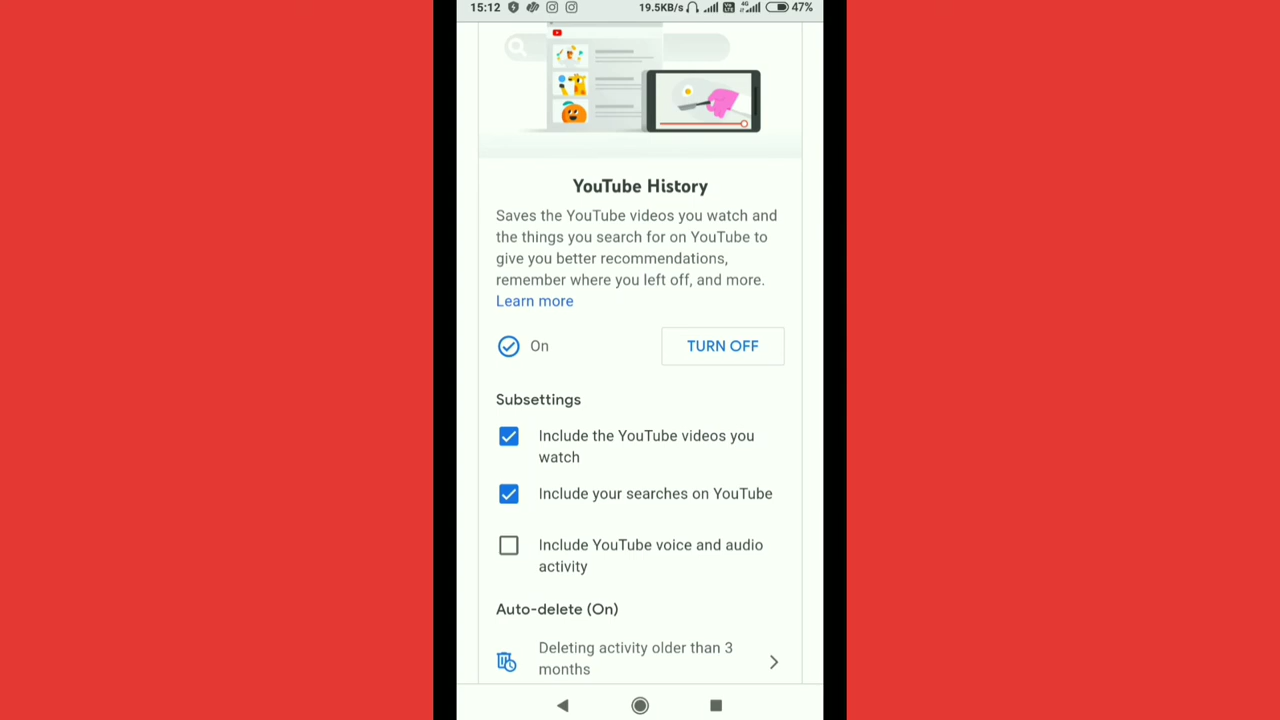 15:12 19.5KB/s 4G 47%
YouTube History
Saves the YouTube videos you watch and
the things you search for on YouTube to
give you better recommendations,
remember where you left off, and more.
Learn more
On TURN OFF
Subsettings
Include the YouTube videos you
watch
Include your searches on YouTube
Include YouTube voice and audio
activity
Auto-delete (On)
Deleting activity older than 3
months